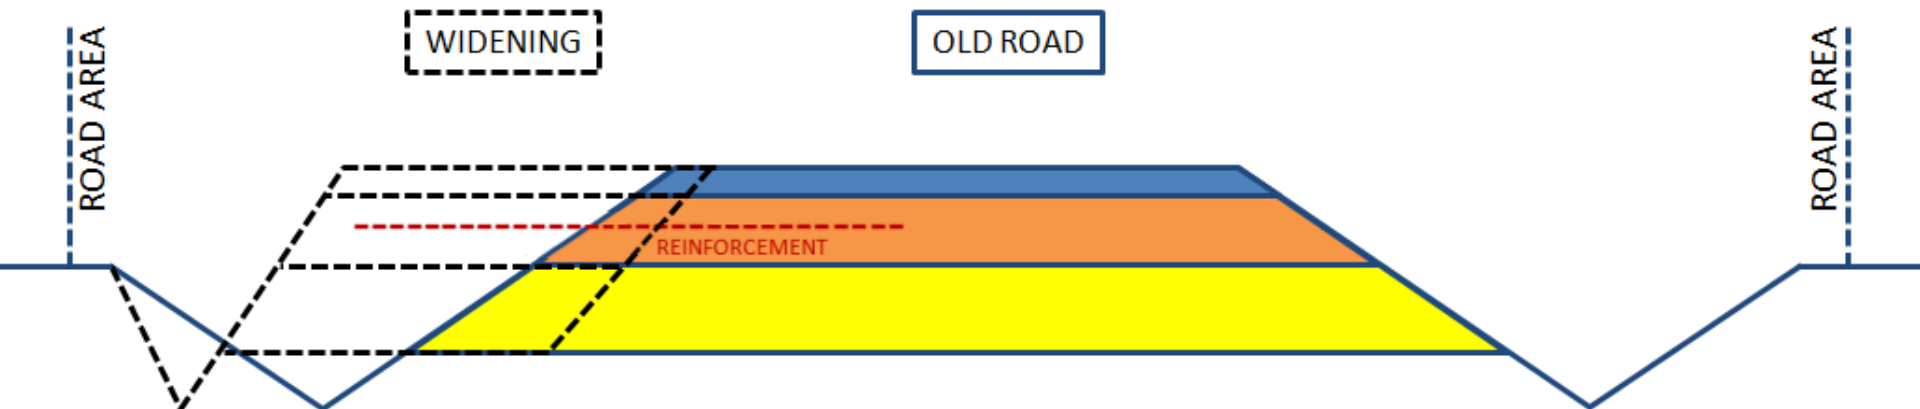 ROAD AREA
WIDENING
OLD ROAD
ROAD AREA
REINFORCEMENT